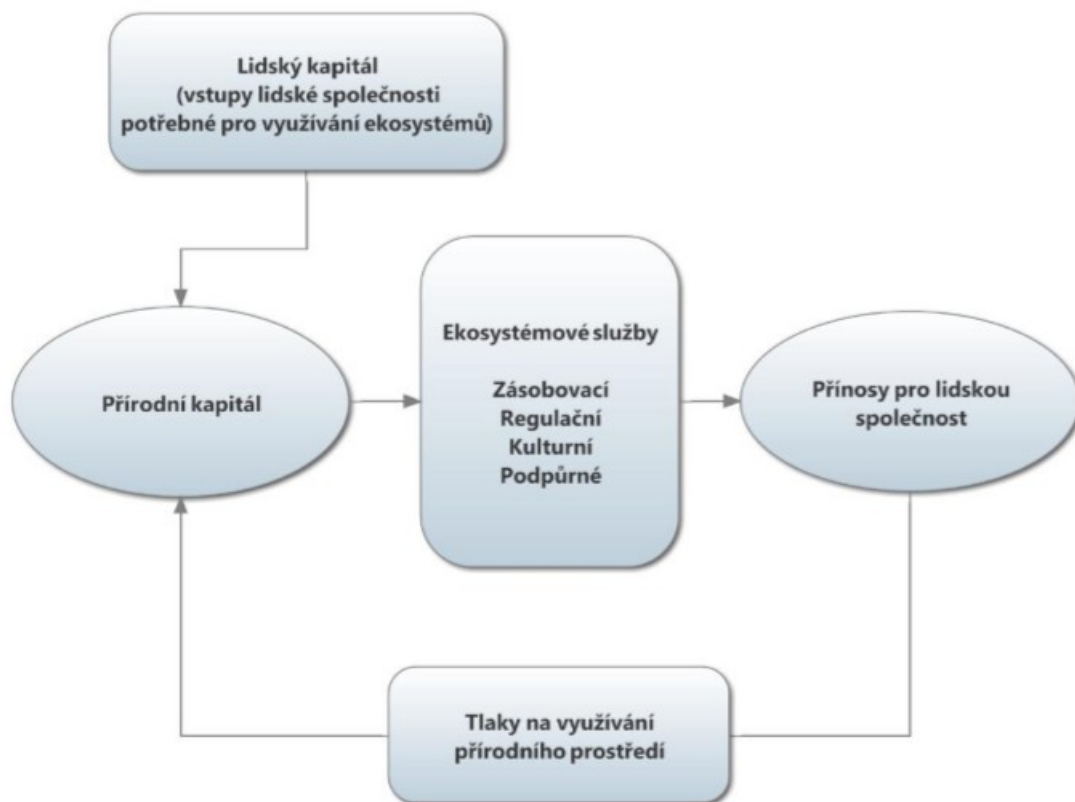 Lidský kapitál
(vstupy lidské společnosti
potřebné pro využívání ekosystémů)
Přírodní kapitál
Ekosystémové služby
Zásobovací
Regulační
Kulturní
Podpůrné
Přínosy pro lidskou
společnost
Tlaky na využívání
přírodního prostředí